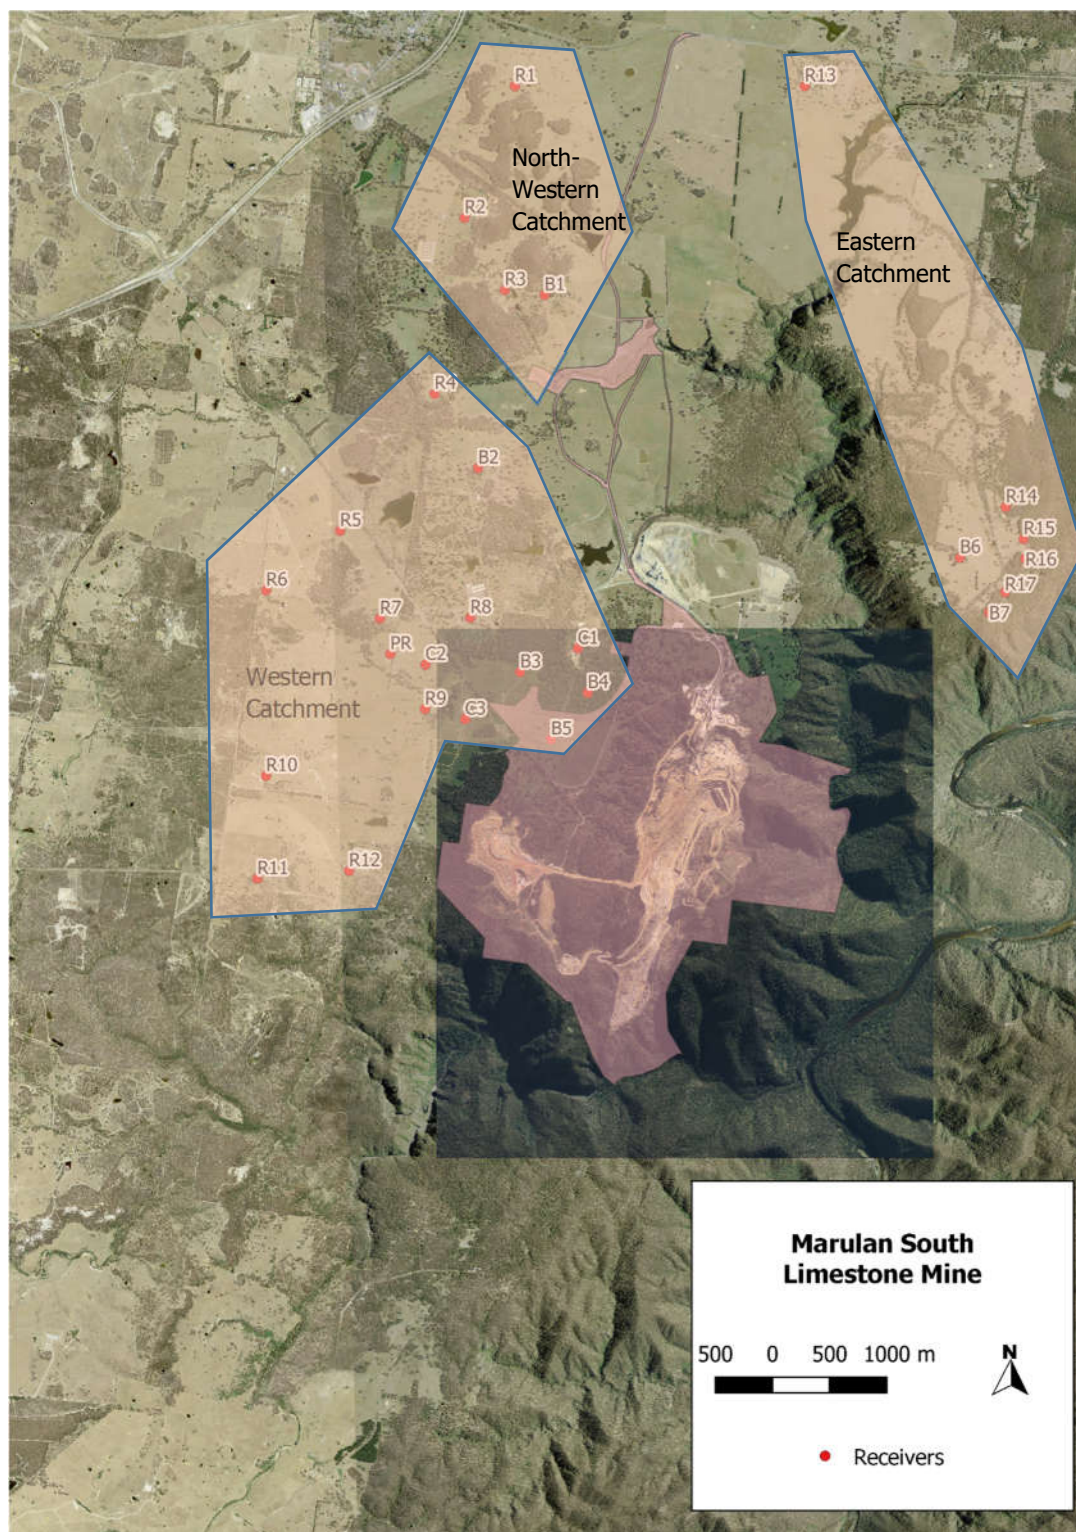 R1
R13
North-
Western
Catchment
R2
Eastern
Catchment
R3
B1
R4
B2
R14
R5
R15
B6
R16
R6
R17
R7
R8
B7
C1
PR
C2
B3
Western
Catchment
B4
R9
C3
B5
R10
R12
R11
Marulan South
Limestone Mine
500 0 500 1000 m
N
Receivers